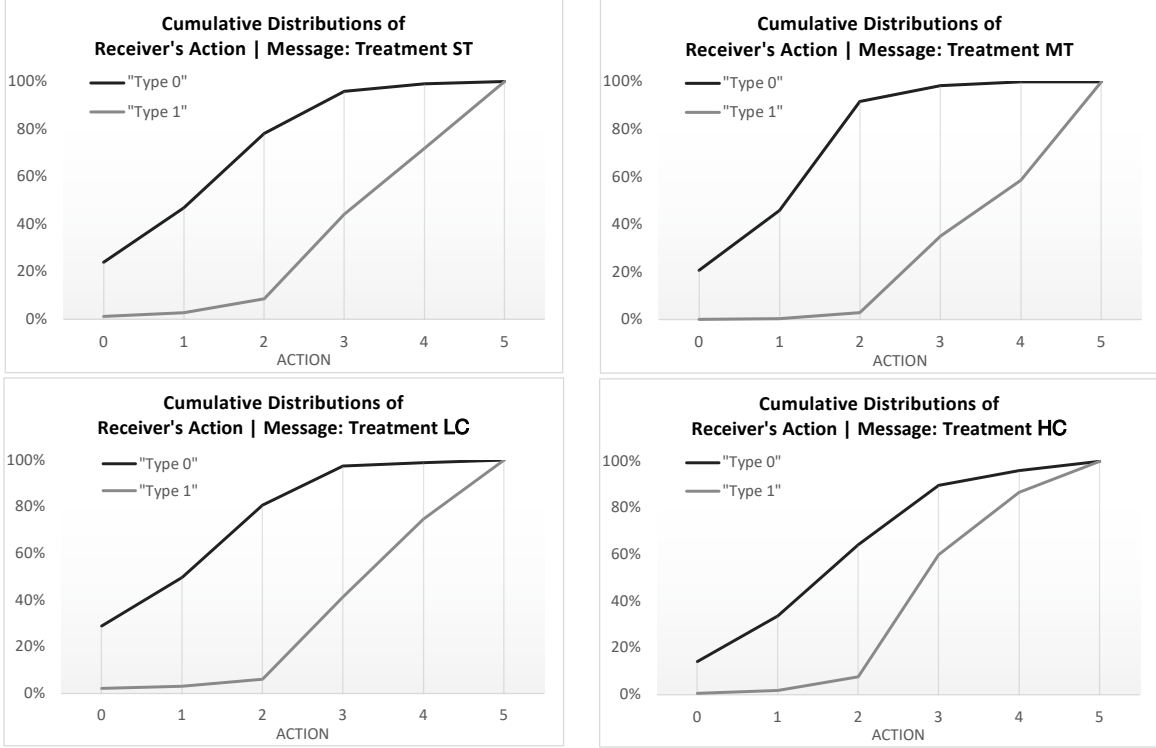 Cumulative Distributions of
Receiver's Action | Message: Treatment ST
100%
80%
60%
40%
20%
0%
"Type 0"
"Type 1"
0 1 2 3 4 5
ACTION
Cumulative Distributions of
Receiver's Action | Message: Treatment MT
100%
80%
60%
40%
20%
0%
"Type 0"
"Type 1"
0 1 2 3 4 5
ACTION
Cumulative Distributions of
Receiver's Action | Message: Treatment LC
100%
80%
60%
40%
20%
0%
"Type 0"
"Type 1"
0 1 2 3 4 5
ACTION
Cumulative Distributions of
Receiver's Action | Message: Treatment HC
100%
80%
60%
40%
20%
0%
"Type 0"
"Type 1"
0 1 2 3 4 5
ACTION